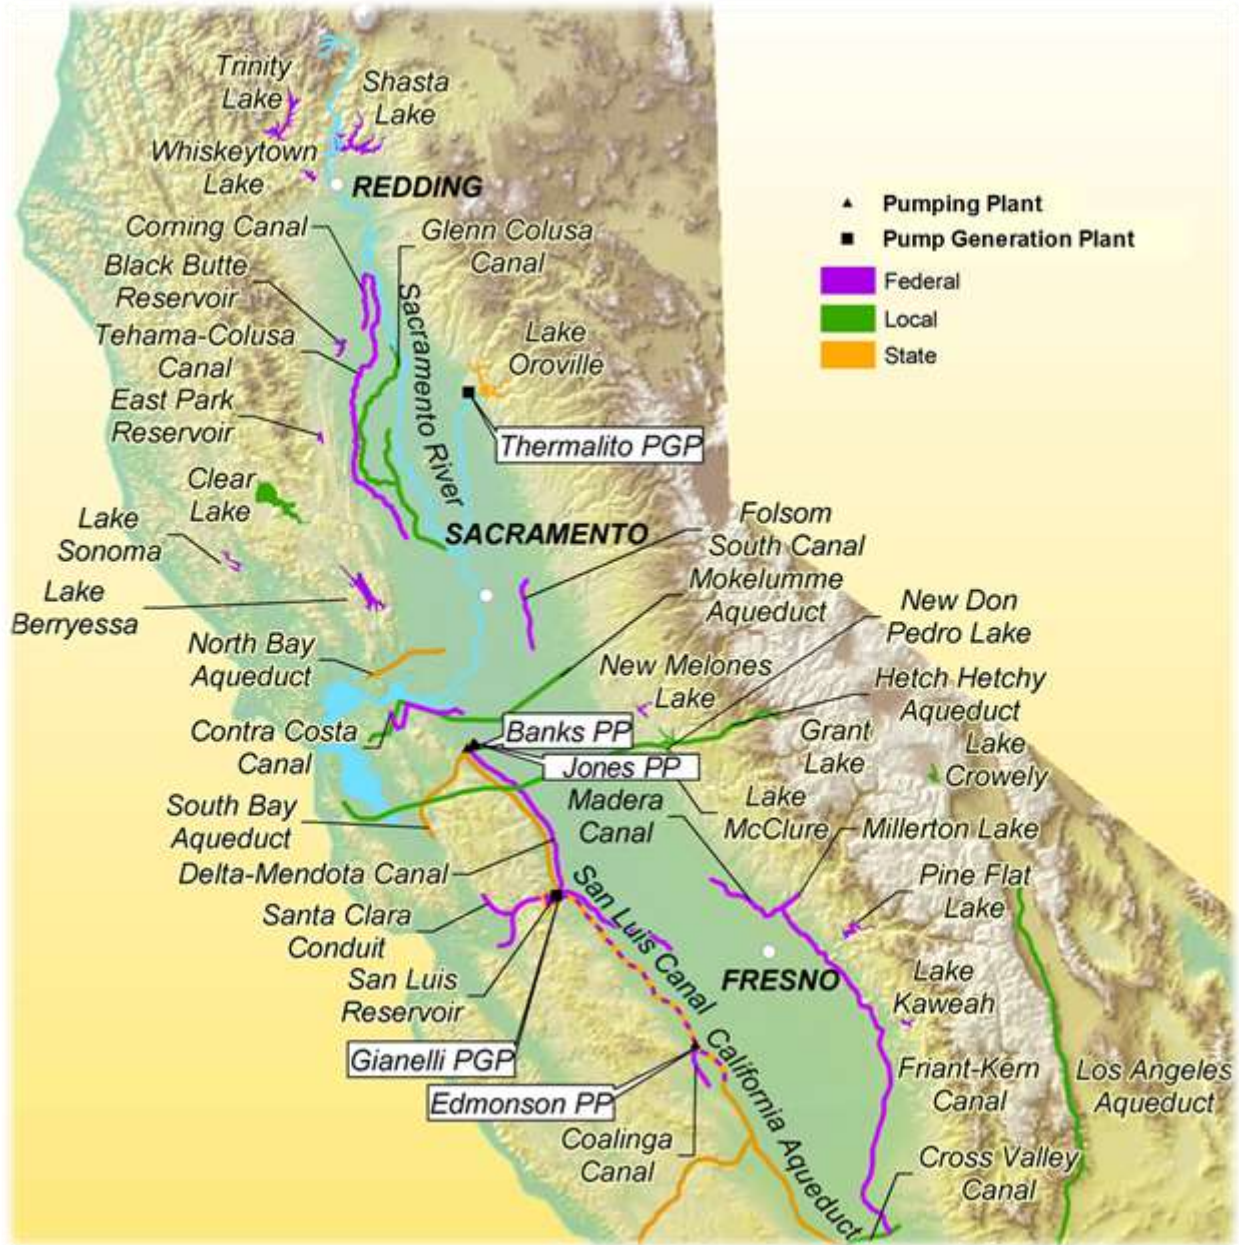 Trinity
Lake
Shasta
Lake
Whiskeytown
Lake
REDDING
Pumping Plant
Pump Generation Plant
Federal
Local
State
Corning Canal
Glenn Colusa
Canal
Black Butte
Reservoir
Sacramento River
Tehama-Colusa
Canal
Lake
Oroville
East Park
Reservoir
Thermalito PGP
Clear
Lake
Lake
Sonoma
SACRAMENTO
Folsom
South Canal
Lake
Berryessa
Mokelumme
Aqueduct
New Don
Pedro Lake
North Bay
Aqueduct
New Melones
Lake
Hetch Hetchy
Aqueduct
Contra Costa
Canal
Banks PP
Grant
Lake
Lake
Crowely
Jones PP
South Bay
Aqueduct
Madera
Canal
Lake
McClure
Millerton Lake
Delta-Mendota Canal
San Luis Canal
Pine Flat
Lake
Santa Clara
Conduit
San Luis
Reservoir
FRESNO
Lake
Kaweah
Gianelli PGP
California Aqueduct
Edmonson PP
Friant-Kern
Canal
Los Angeles
Aqueduct
Coalinga
Canal
Cross Valley
Canal